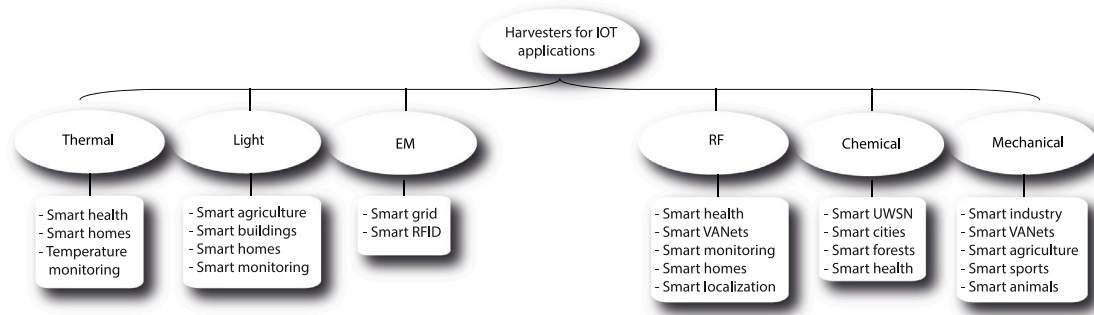 Harvesters for IOT
applications
Thermal
Light
EM
RF
Chemical
Mechanical
- Smart health
- Smart homes
- Temperature
monitoring
- Smart agriculture
- Smart buildings
- Smart homes
- Smart monitoring
- Smart grid
- Smart RFID
- Smart health
- Smart VANets
- Smart monitoring
- Smart homes
- Smart localization
- Smart UWSN
- Smart cities
- Smart forests
- Smart health
- Smart industry
- Smart VANets
- Smart agriculture
- Smart sports
- Smart animals